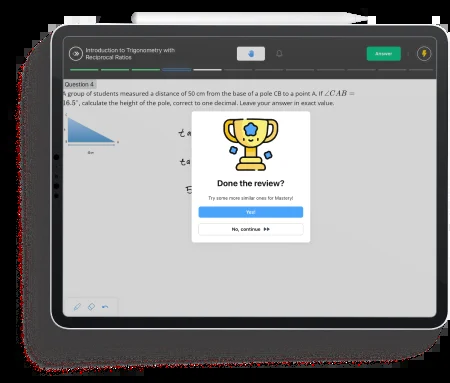 Introduction to Trigonometry with
Reciprocal Ratios
Answer
Question 4
A group of students measured a distance of 50 cm from the base of a pole CB to a point A. If ∠CAB =
16.5°, calculate the height of the pole, correct to one decimal. Leave your answer in exact value.
ta
ta
Done the review?
Try some more similar ones for Mastery!
Yes!
No, continue